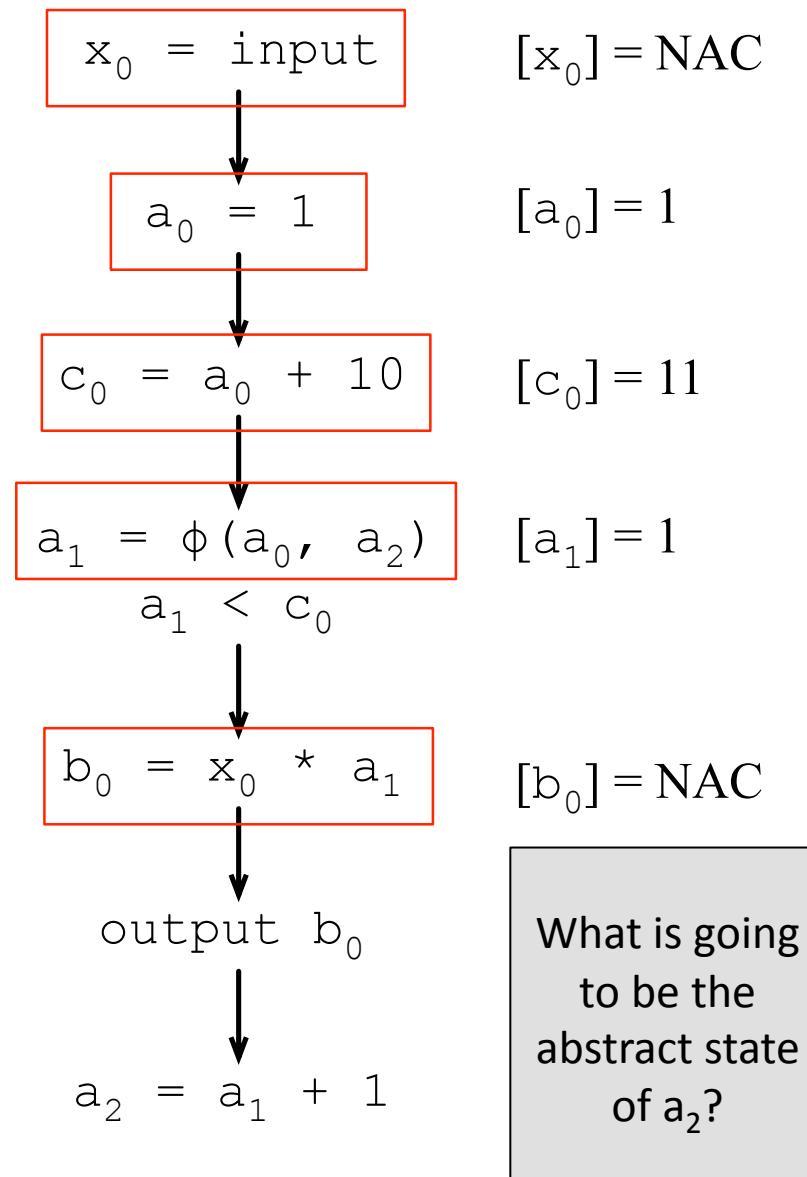 x₀ = input
[x₀] = NAC
a₀ = 1
[a₀] = 1
c₀ = a₀ + 10
[c₀] = 11
a₁ = ϕ(a₀, a₂)
[a₁] = 1
a₁ < c₀
b₀ = x₀ * a₁
[b₀] = NAC
output b₀
a₂ = a₁ + 1
What is going
to be the
abstract state
of a₂?